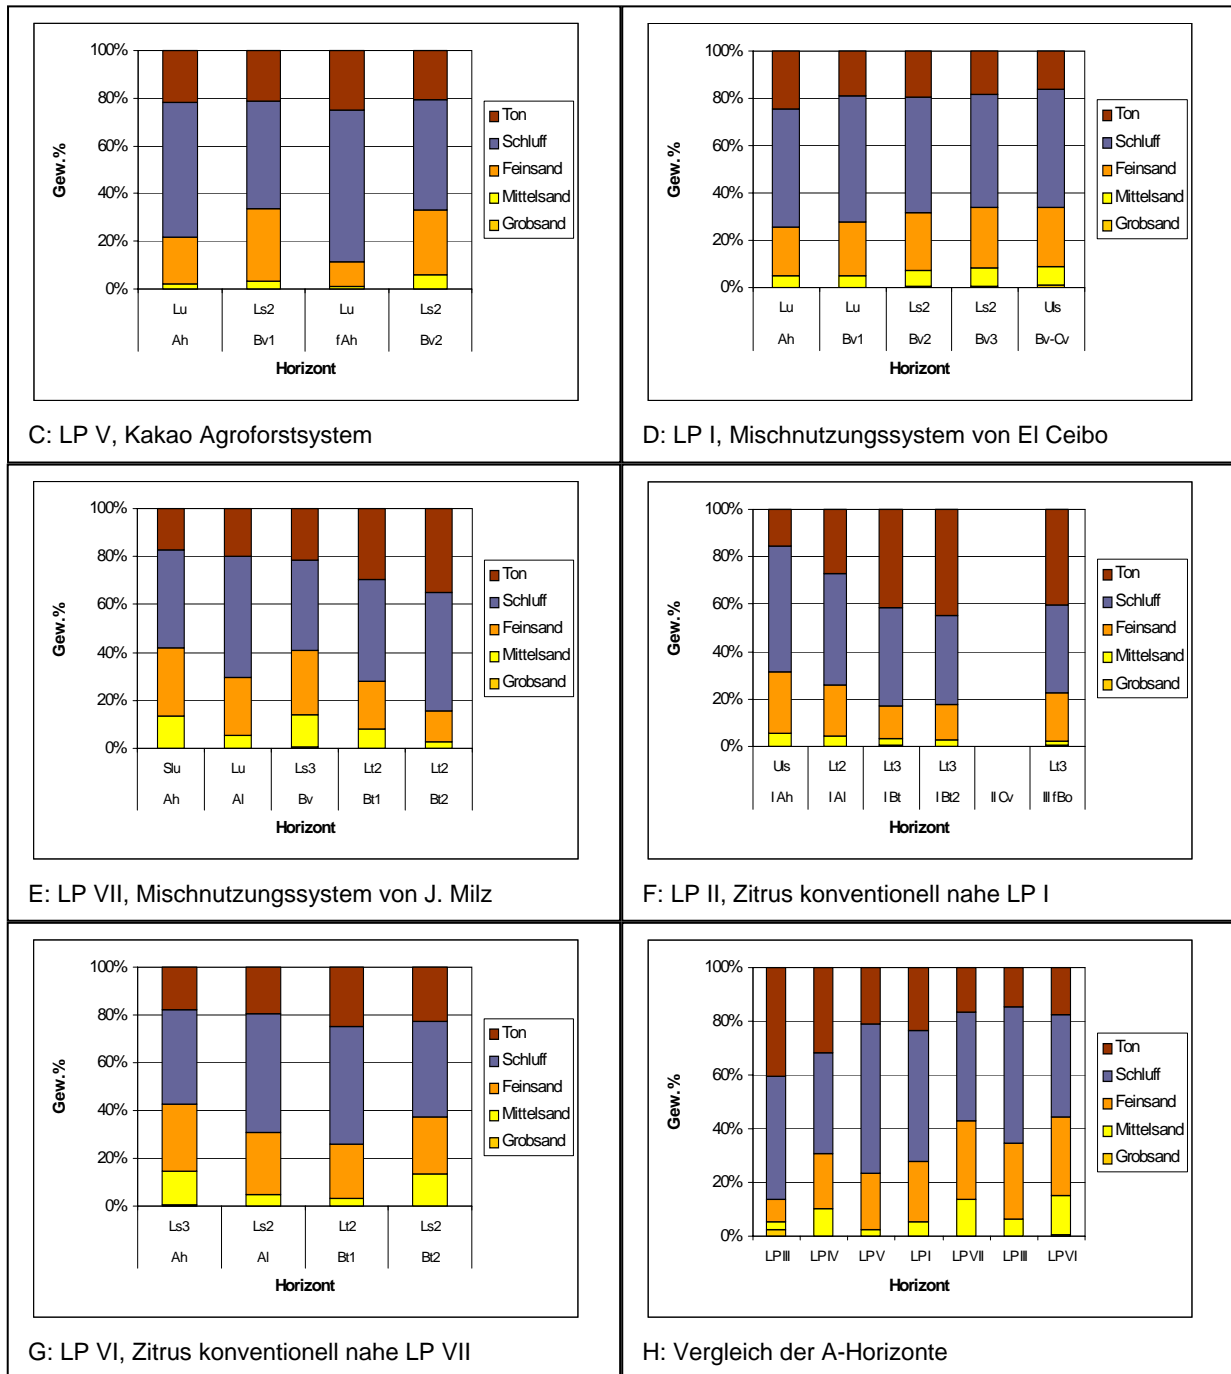 100%
80%
60%
40%
20%
0%
Gew.%
Lu Ls2 Lu Ls2
Ah Bv1 fAh Bv2
Horizont
Ton
Schluff
Feinsand
Mittelsand
Grobsand
C: LP V, Kakao Agroforstsystem
100%
80%
60%
40%
20%
0%
Gew.%
Lu Lu Ls2 Ls2 Uls
Ah Bv1 Bv2 Bv3 Bv-Cv
Horizont
Ton
Schluff
Feinsand
Mittelsand
Grobsand
D: LP I, Mischnutzungssystem von El Ceibo
100%
80%
60%
40%
20%
0%
Gew.%
Slu Lu Ls3 Lt2 Lt2
Ah Al Bv Bt1 Bt2
Horizont
Ton
Schluff
Feinsand
Mittelsand
Grobsand
E: LP VII, Mischnutzungssystem von J. Milz
100%
80%
60%
40%
20%
0%
Gew.%
Uls Lt2 Lt3 Lt3 Lt3
I Ah I Al I Bt I Bt2 II Cv III fBo
Horizont
Ton
Schluff
Feinsand
Mittelsand
Grobsand
F: LP II, Zitrus konventionell nahe LP I
100%
80%
60%
40%
20%
0%
Gew.%
Ls3 Ls2 Lt2 Ls2
Ah Al Bt1 Bt2
Horizont
Ton
Schluff
Feinsand
Mittelsand
Grobsand
G: LP VI, Zitrus konventionell nahe LP VII
100%
80%
60%
40%
20%
0%
Gew.%
LP III LP IV LP V LP I LP VII LP III LP VI
Horizont
Ton
Schluff
Feinsand
Mittelsand
Grobsand
H: Vergleich der A-Horizonte